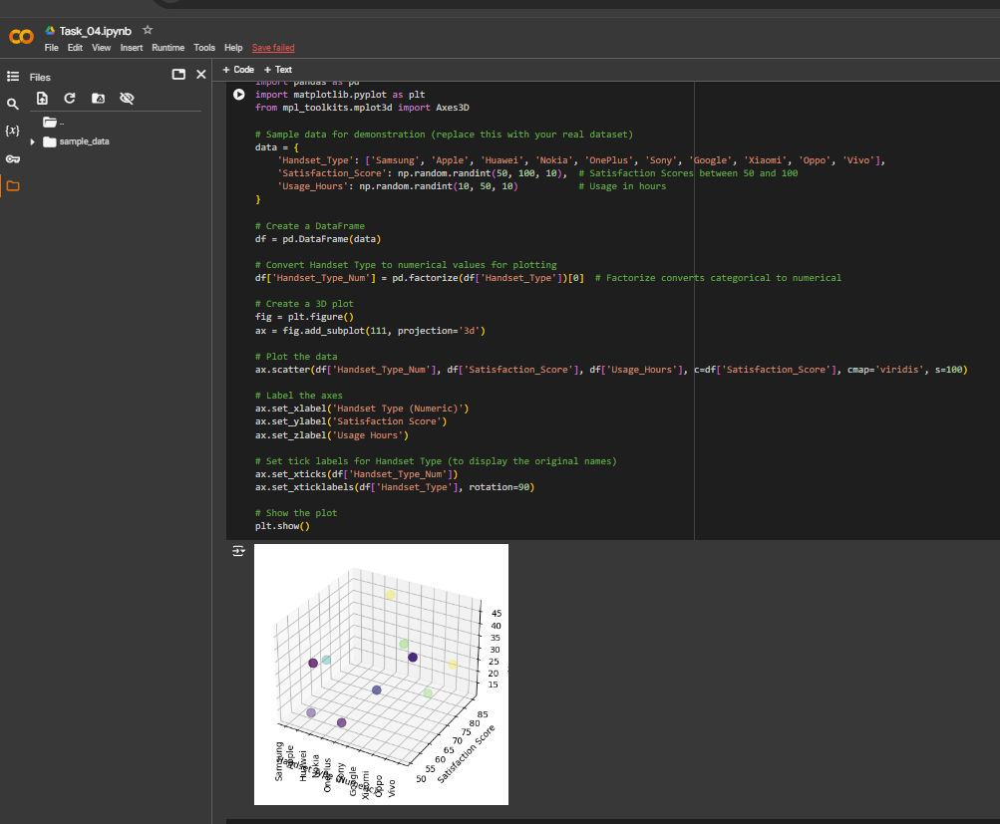 Task_04.ipynb
File Edit View Insert Runtime Tools Help Save failed
Files
..
sample_data
{x}
+ Code + Text
import pandas as pd
import matplotlib.pyplot as plt
from mpl_toolkits.mplot3d import Axes3D
# Sample data for demonstration (replace this with your real dataset)
data = {
'Handset_Type': ['Samsung', 'Apple', 'Huawei', 'Nokia', 'OnePlus', 'Sony', 'Google', 'Xiaomi', 'Oppo', 'Vivo'],
'Satisfaction_Score': np.random.randint(50, 100, 10), # Satisfaction Scores between 50 and 100
'Usage_Hours': np.random.randint(10, 50, 10) # Usage in hours
}
# Create a DataFrame
df = pd.DataFrame(data)
# Convert Handset Type to numerical values for plotting
df['Handset_Type_Num'] = pd.factorize(df['Handset_Type'])[0] # Factorize converts categorical to numerical
# Create a 3D plot
fig = plt.figure()
ax = fig.add_subplot(111, projection='3d')
# Plot the data
ax.scatter(df['Handset_Type_Num'], df['Satisfaction_Score'], df['Usage_Hours'], c=df['Satisfaction_Score'], cmap='viridis', s=100)
# Label the axes
ax.set_xlabel('Handset Type (Numeric)')
ax.set_ylabel('Satisfaction Score')
ax.set_zlabel('Usage Hours')
# Set tick labels for Handset Type (to display the original names)
ax.set_xticks(df['Handset_Type_Num'])
ax.set_xticklabels(df['Handset_Type'], rotation=90)
# Show the plot
plt.show()
45
40
35
30
25
20
15
85
80
75
70
65
60
55
50
Satisfaction Score
Samsung
Apple
Huawei
Nokia
OnePlus
Sony
Google
Xiaomi
Oppo
Vivo
Handset Type (Numeric)